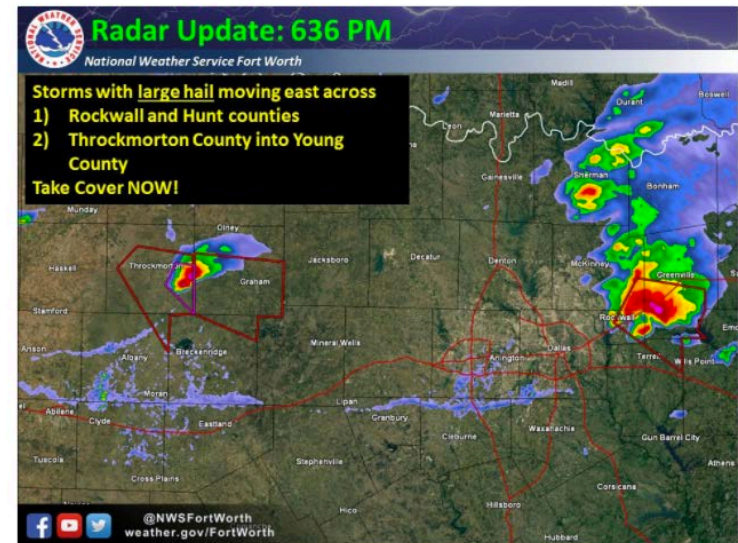 Radar Update: 636 PM
National Weather Service Fort Worth
Storms with large hail moving east across
1) Rockwall and Hunt counties
2) Throckmorton County into Young
County
Take Cover NOW!
Madill
Durant
Boswell
Marietta
Gainesville
Sherman
Bonham
Munday
Olney
Haskell
Throckmorton
Graham
Jacksboro
Decatur
Denton
McKinney
Greenville
Stamford
Rockwall
Anson
Albany
Breckenridge
Mineral Wells
Arlington
Dallas
Terrell
Wills Point
Moran
Abilene
Clyde
Eastland
Lipan
Granbury
Cleburne
Waxahachie
Gun Barrel City
Tuscola
Cross Plains
Stephenville
Corsicana
Athens
Hico
Hillsboro
Hubbard
@NWSFortWorth
weather.gov/FortWorth